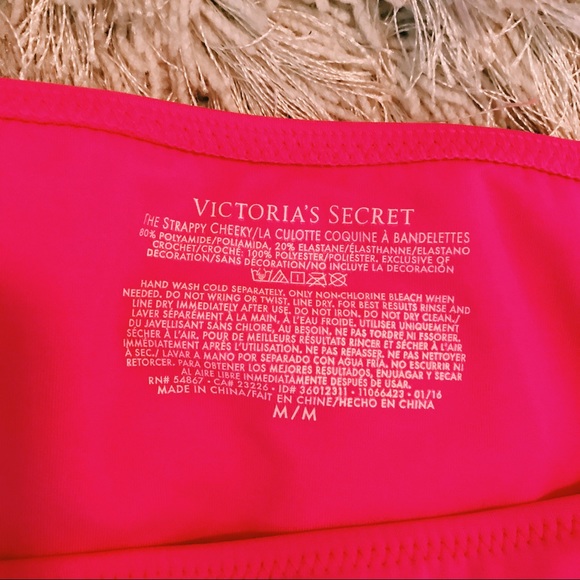 VICTORIA'S SECRET
THE STRAPPY CHEEKY/LA CULOTTE COQUINE À BANDELETTES
80% POLYAMIDE/POLIAMIDA, 20% ELASTANE/ÉLASTHANNE/ELASTANO
CROCHET/CROCHÉ: 100% POLYESTER/POLIÉSTER. EXCLUSIVE OF
DECORATION/SANS DÉCORATION/NO INCLUYE LA DECORACIÓN
HAND WASH COLD SEPARATELY. ONLY NON-CHLORINE BLEACH WHEN
NEEDED. DO NOT WRING OR TWIST. LINE DRY. FOR BEST RESULTS RINSE AND
LINE DRY IMMEDIATELY AFTER USE. DO NOT IRON. DO NOT DRY CLEAN./
LAVER SÉPARÉMENT À LA MAIN, À L'EAU FROIDE. UTILISER UNIQUEMENT
DU JAVELLISANT SANS CHLORE, AU BESOIN. NE PAS TORDRE NI ESSORER.
SÉCHER À L'AIR. POUR DE MEILLEURS RÉSULTATS RINCER ET SÉCHER À L'AIR
IMMÉDIATEMENT APRÈS L'UTILISATION. NE PAS REPASSER. NE PAS NETTOYER
À SEC./ LAVAR A MANO POR SEPARADO CON AGUA FRÍA. NO ESCURRIR NI
RETORCER. PARA OBTENER LOS MEJORES RESULTADOS, ENJUAGAR Y SECAR
AL AIRE LIBRE INMEDIATAMENTE DESPUÉS DE USAR.
RN# 54867 • CA# 23226 • ID# 3601231 • 11066423 • 01/16
MADE IN CHINA/FAIT EN CHINE/HECHO EN CHINA
M/M